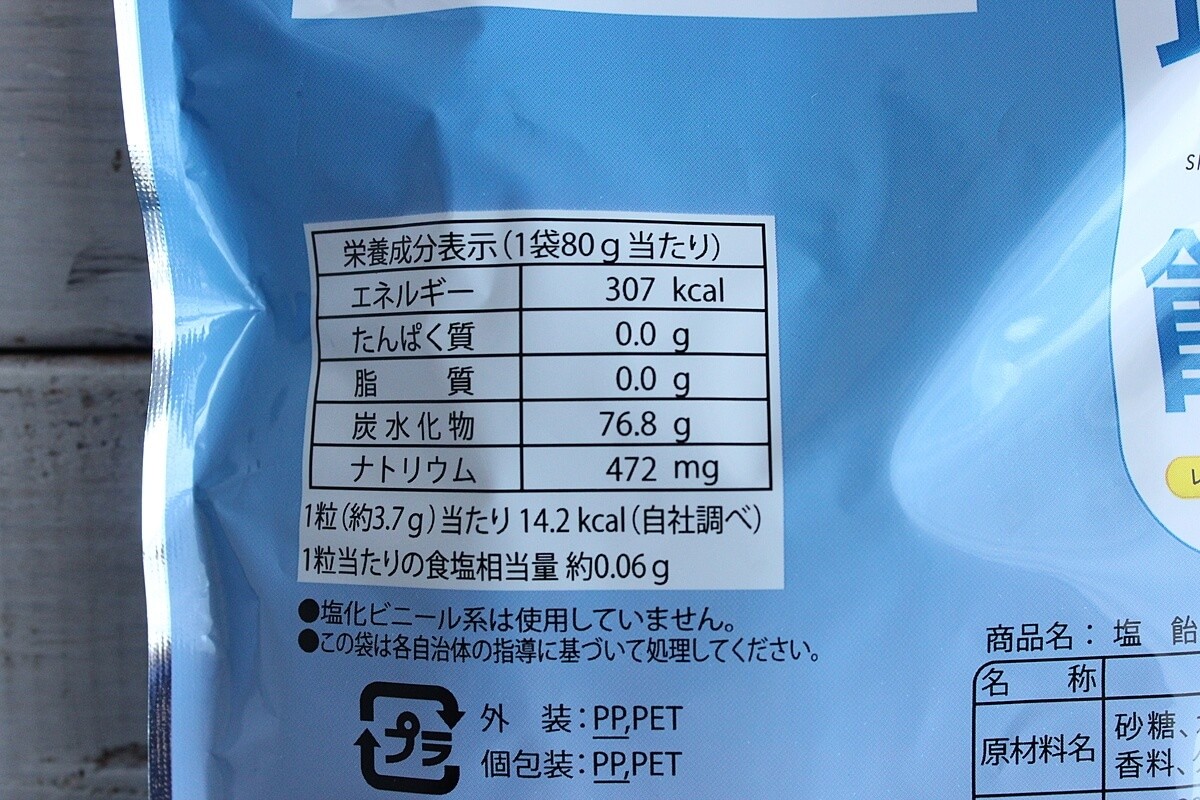 栄養成分表示(1袋80g当たり)
エネルギー 307 kcal
たんぱく質 0.0 g
脂 質 0.0 g
炭水化物 76.8 g
ナトリウム 472 mg
1粒(約3.7g)当たり 14.2 kcal(自社調べ)
1粒当たりの食塩相当量 約0.06g
●塩化ビニール系は使用していません。
●この袋は各自治体の指導に基づいて処理してください。
プラ
外 装:PP,PET
個包装:PP,PET
商品名: 塩 飴
名 称
原材料名 砂糖、
香料、